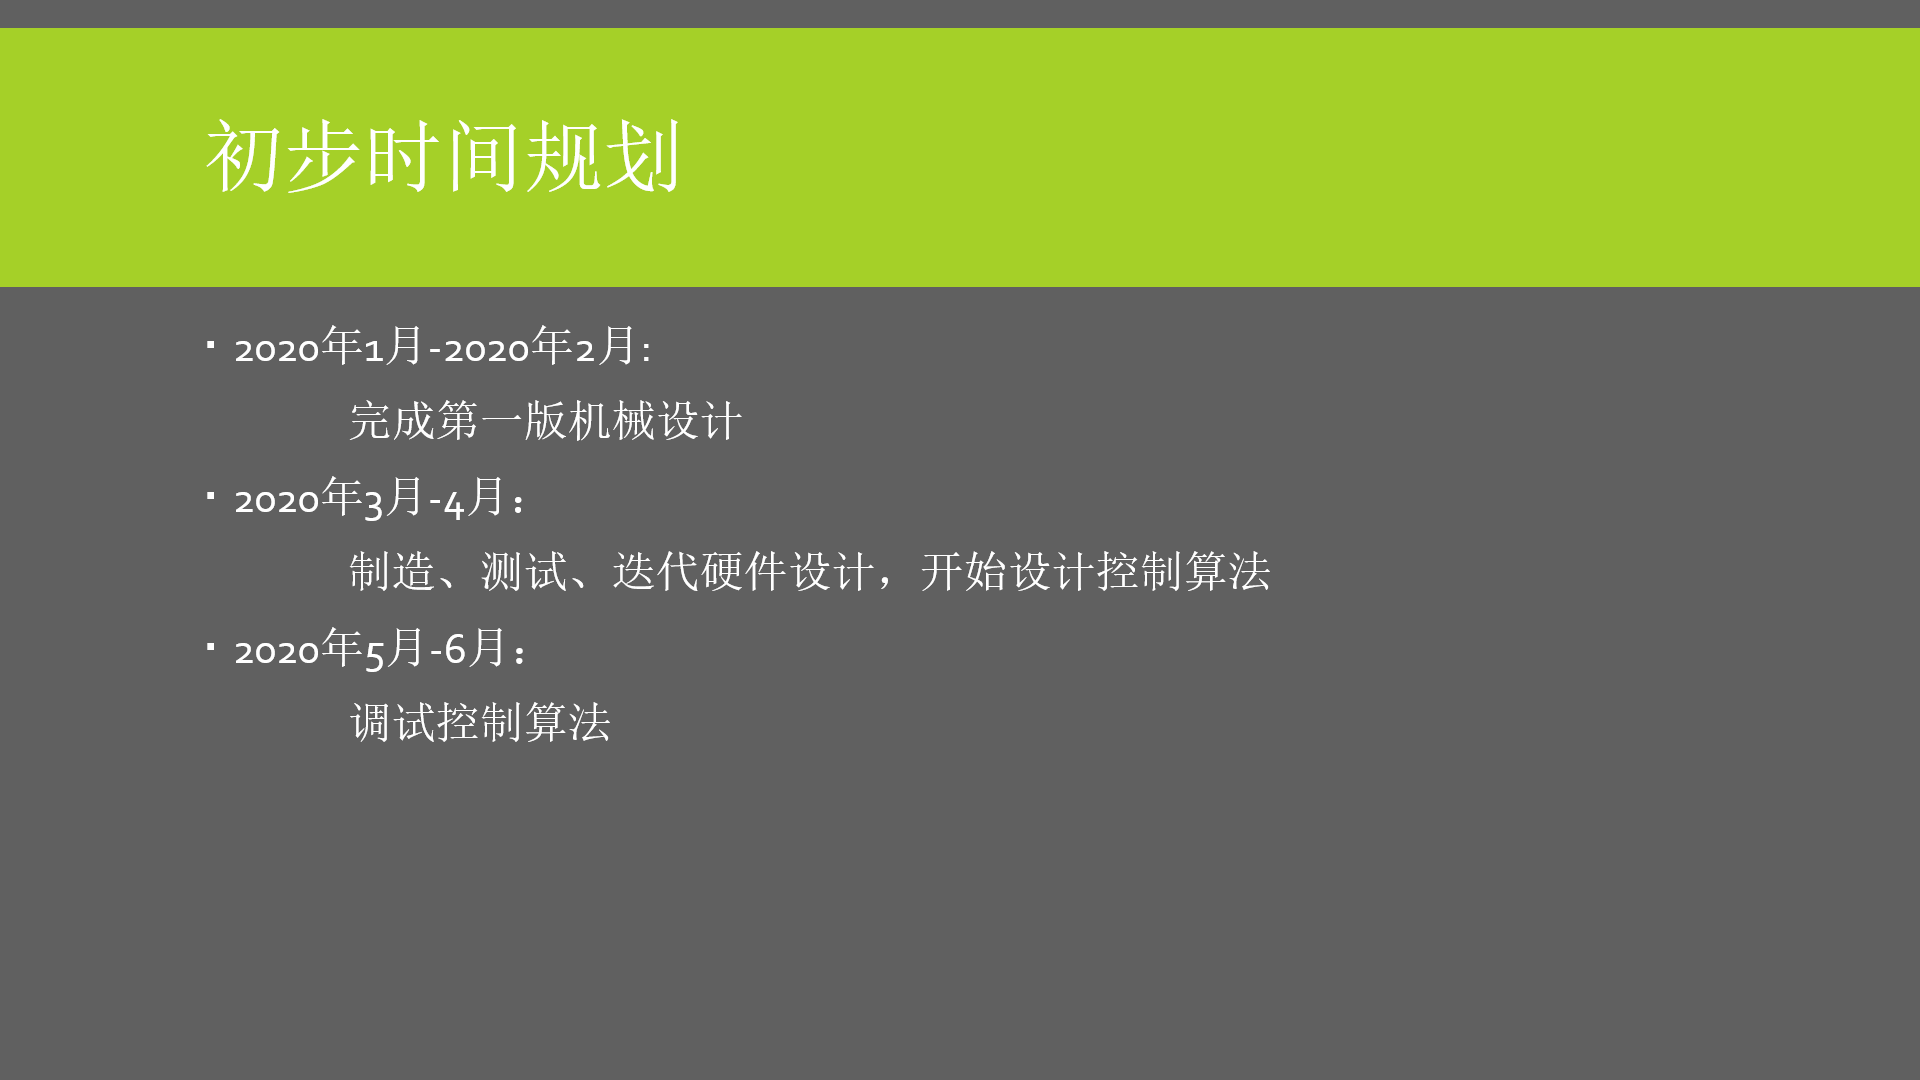 初步时间规划
▪ 2020年1月-2020年2月:
完成第一版机械设计
▪ 2020年3月-4月：
制造、测试、迭代硬件设计，开始设计控制算法
▪ 2020年5月-6月：
调试控制算法